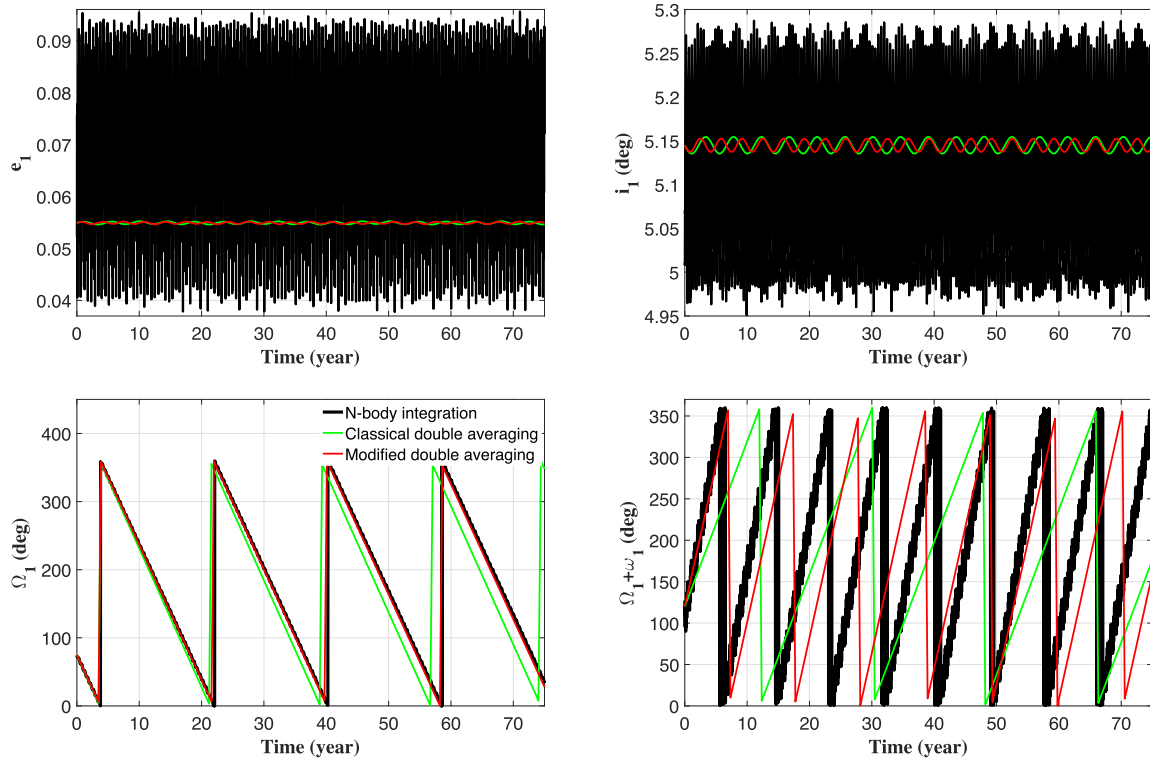 0.09
0.08
0.07
0.06
0.05
0.04
e1
0 10 20 30 40 50 60 70
Time (year)
5.3
5.25
5.2
5.15
5.1
5.05
5
4.95
i1 (deg)
0 10 20 30 40 50 60 70
Time (year)
400
300
200
100
0
Ω1 (deg)
N-body integration
Classical double averaging
Modified double averaging
0 10 20 30 40 50 60 70
Time (year)
350
300
250
200
150
100
50
0
Ω1+ω1 (deg)
0 10 20 30 40 50 60 70
Time (year)